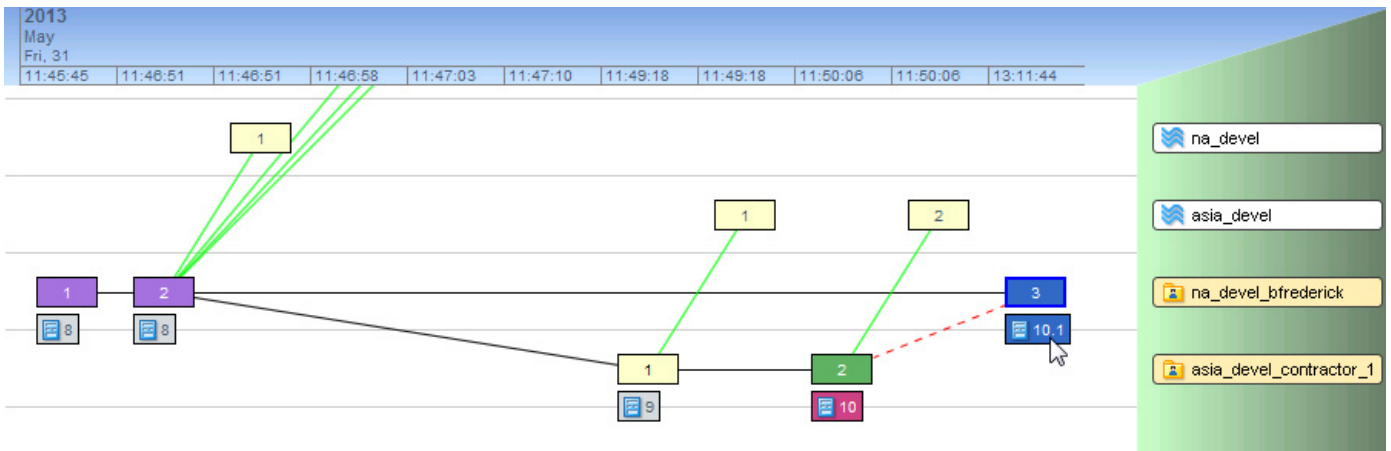 2013
May
Fri, 31
11:45:45 11:46:51 11:46:51 11:46:58 11:47:03 11:47:10 11:49:18 11:49:18 11:50:06 11:50:06 13:11:44
1 na_devel
1 2 asia_devel
1 2 3 na_devel_bfrederick
8 8 10.1
1 2 asia_devel_contractor_1
9 10